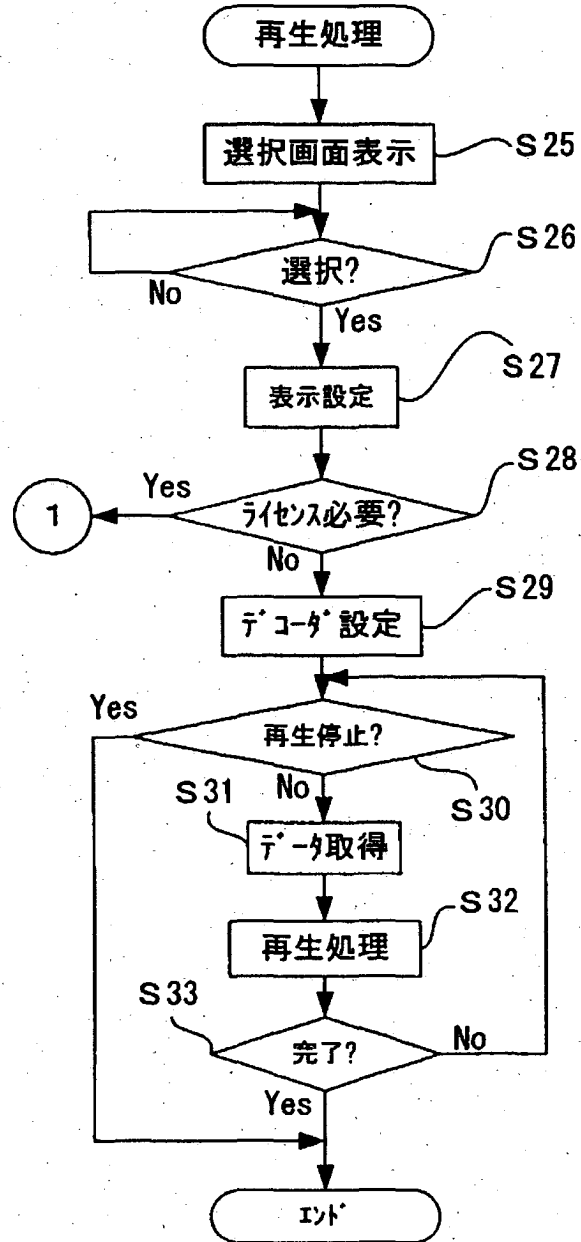 再生処理
選択画面表示
S25
選択?
S26
No
Yes
表示設定
S27
ライセンス必要?
S28
Yes
1
No
デコーダ設定
S29
再生停止?
Yes
S30
No
S31
データ取得
再生処理
S32
S33
完了?
No
Yes
エンド